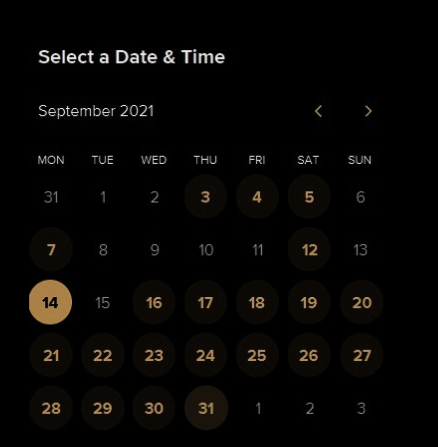 Select a Date & Time
September 2021
MON TUE WED THU FRI SAT SUN
31 1 2 3 4 5 6
7 8 9 10 11 12 13
14 15 16 17 18 19 20
21 22 23 24 25 26 27
28 29 30 31 1 2 3